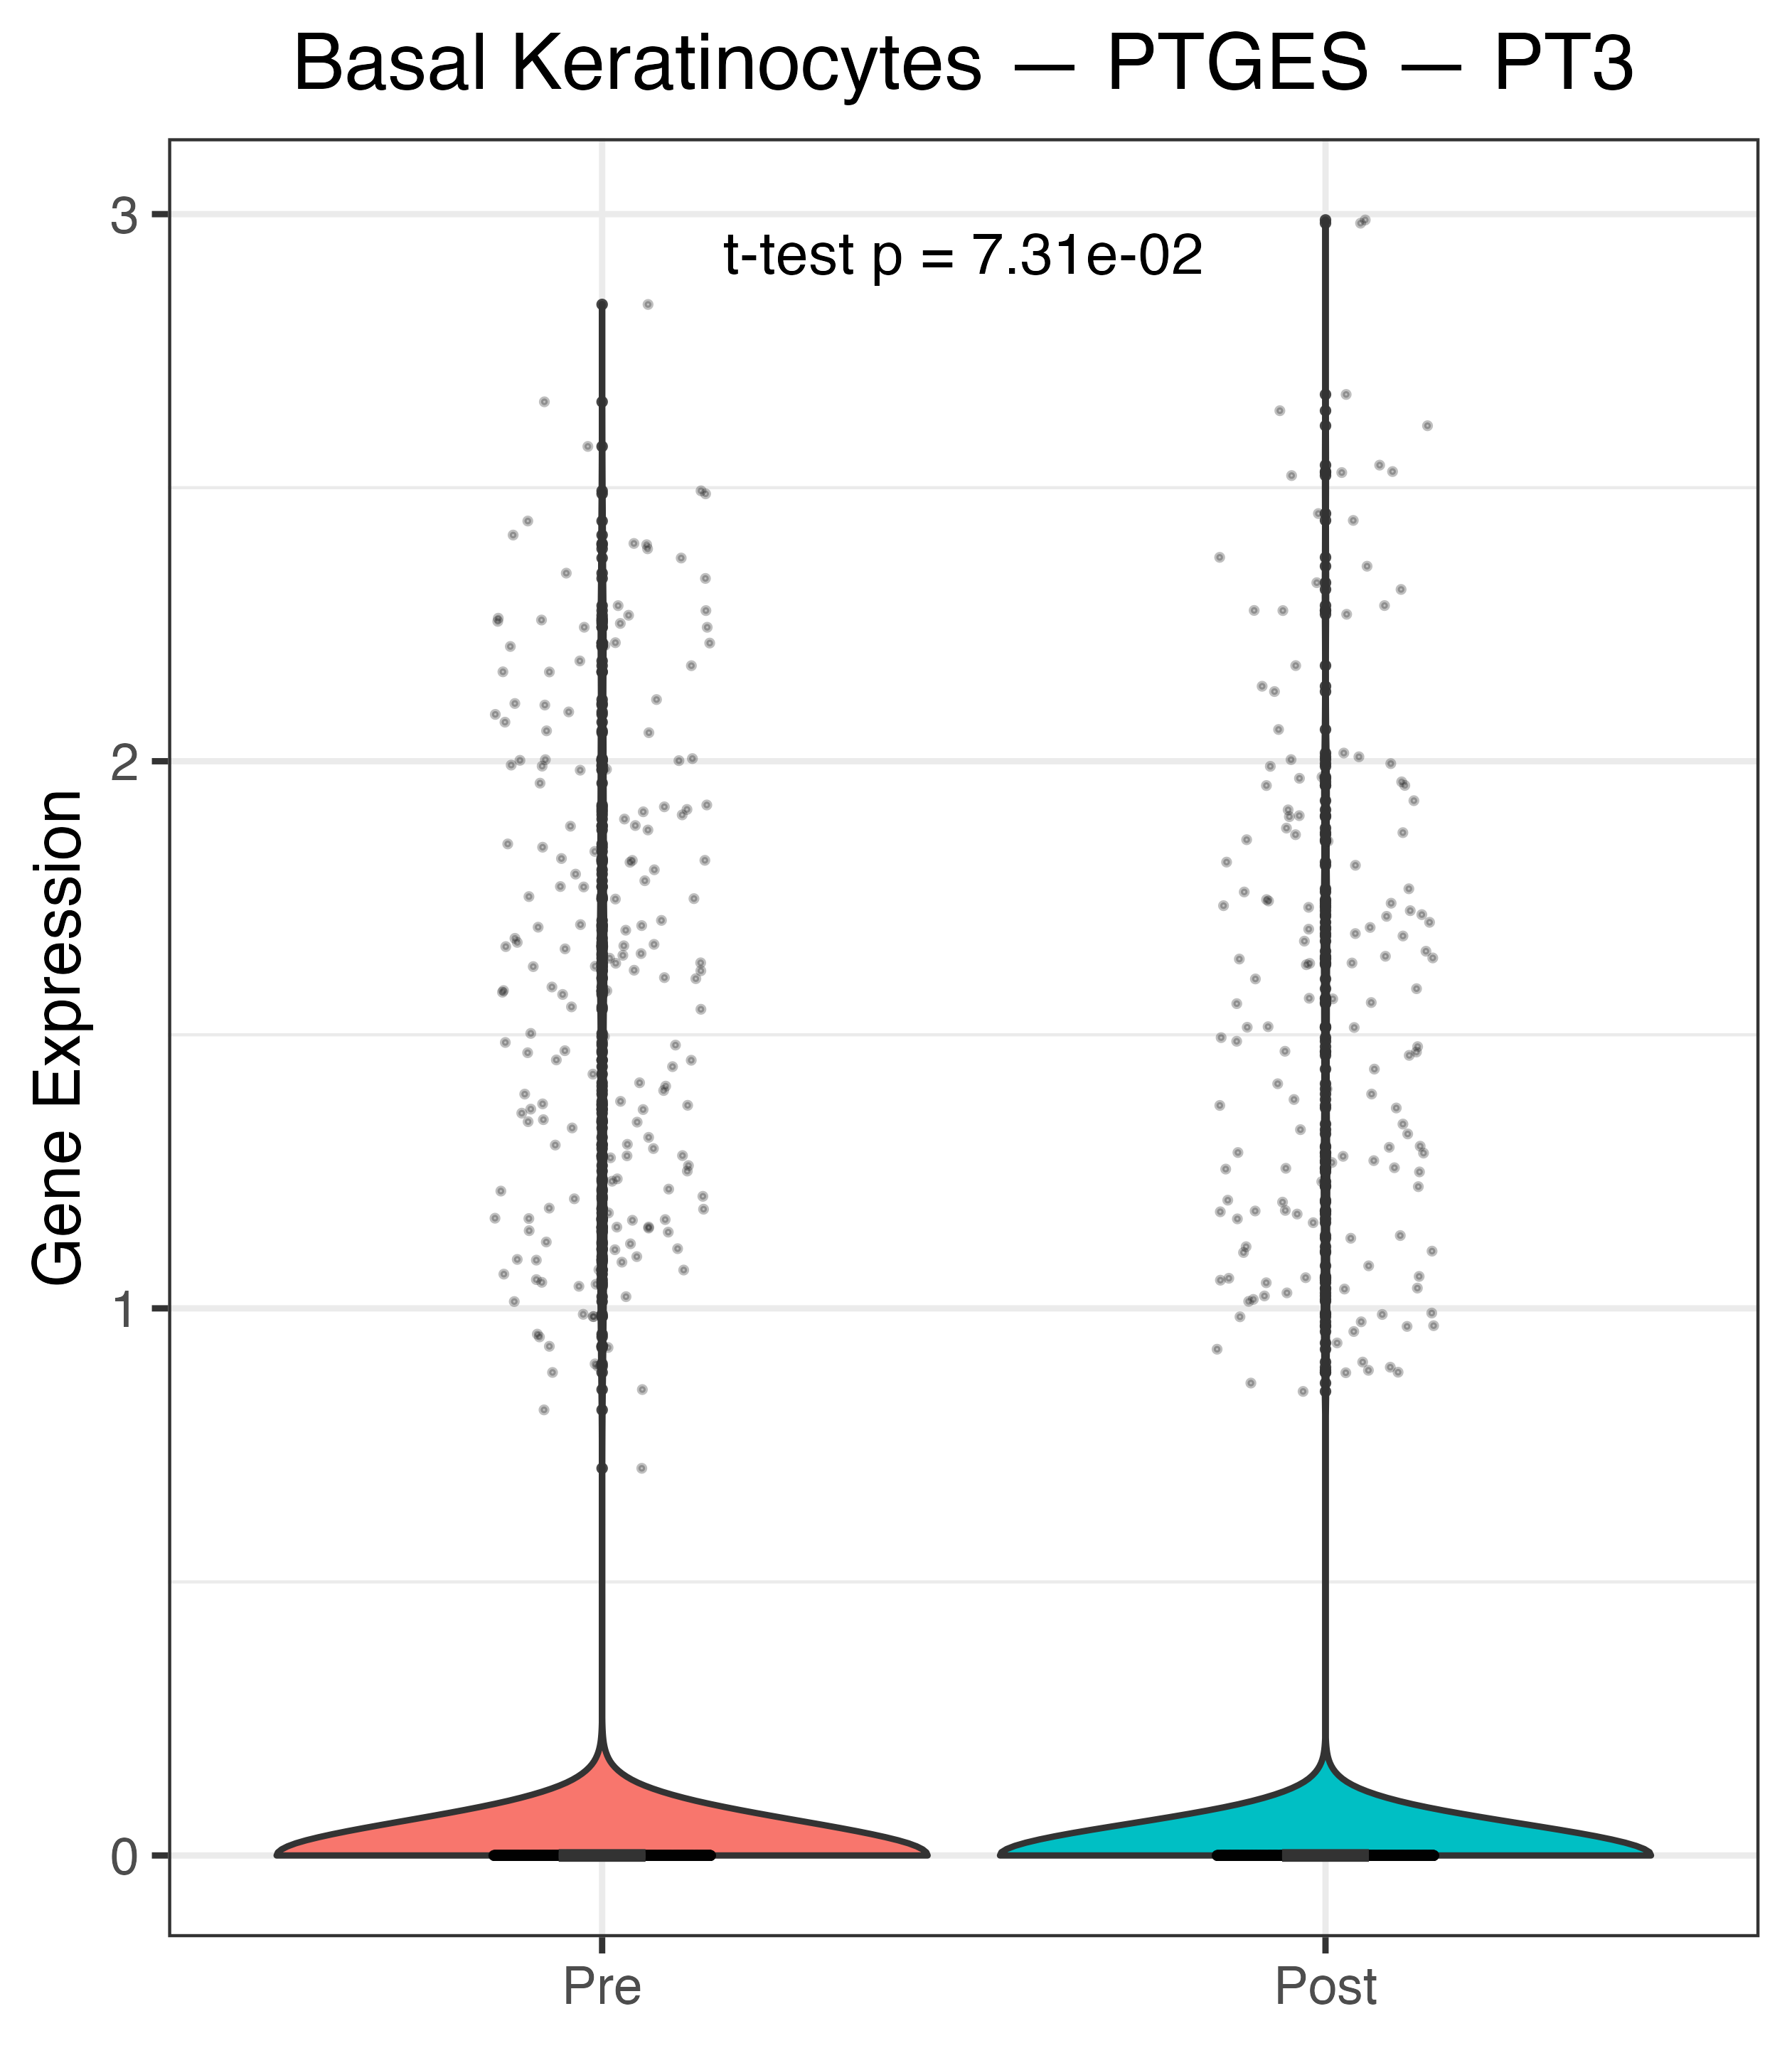 Basal Keratinocytes — PTGES — PT3
t-test p = 7.31e-02
Gene Expression
3
2
1
0
Pre
Post